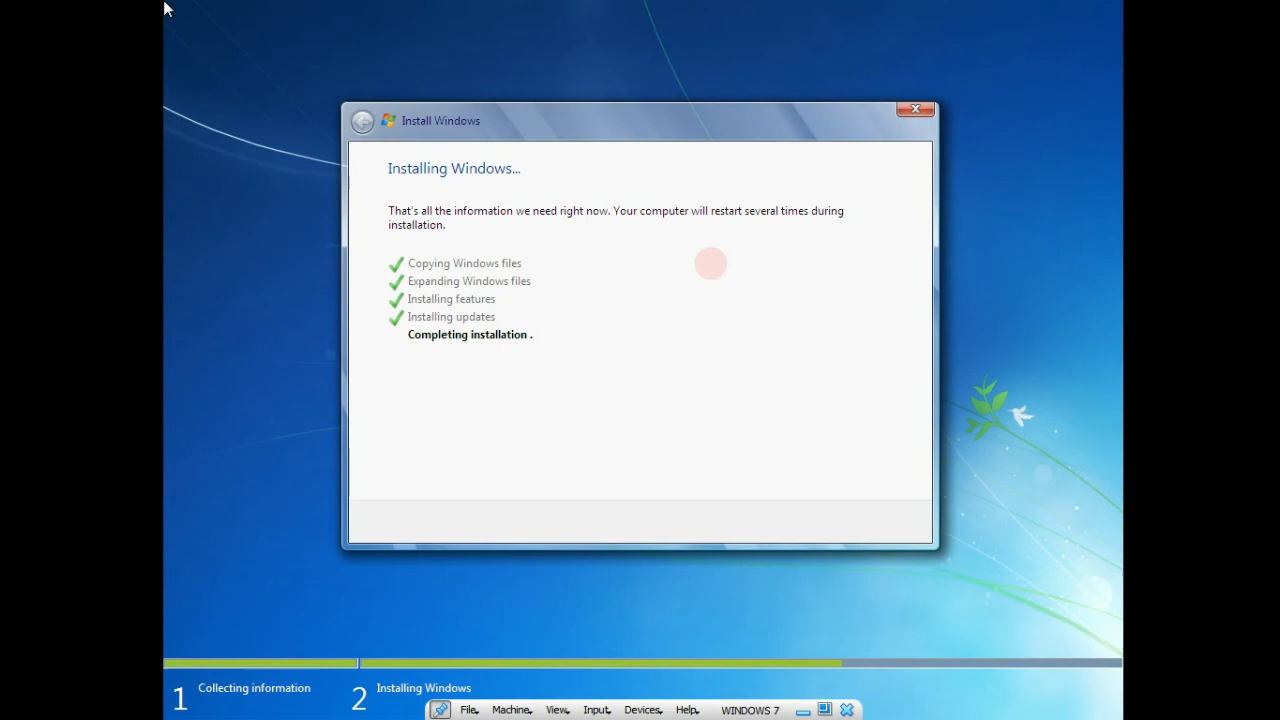 Install Windows
Installing Windows...
That's all the information we need right now. Your computer will restart several times during
installation.
Copying Windows files
Expanding Windows files
Installing features
Installing updates
Completing installation .
1 Collecting information
2 Installing Windows
File Machine View Input Devices Help WINDOWS 7